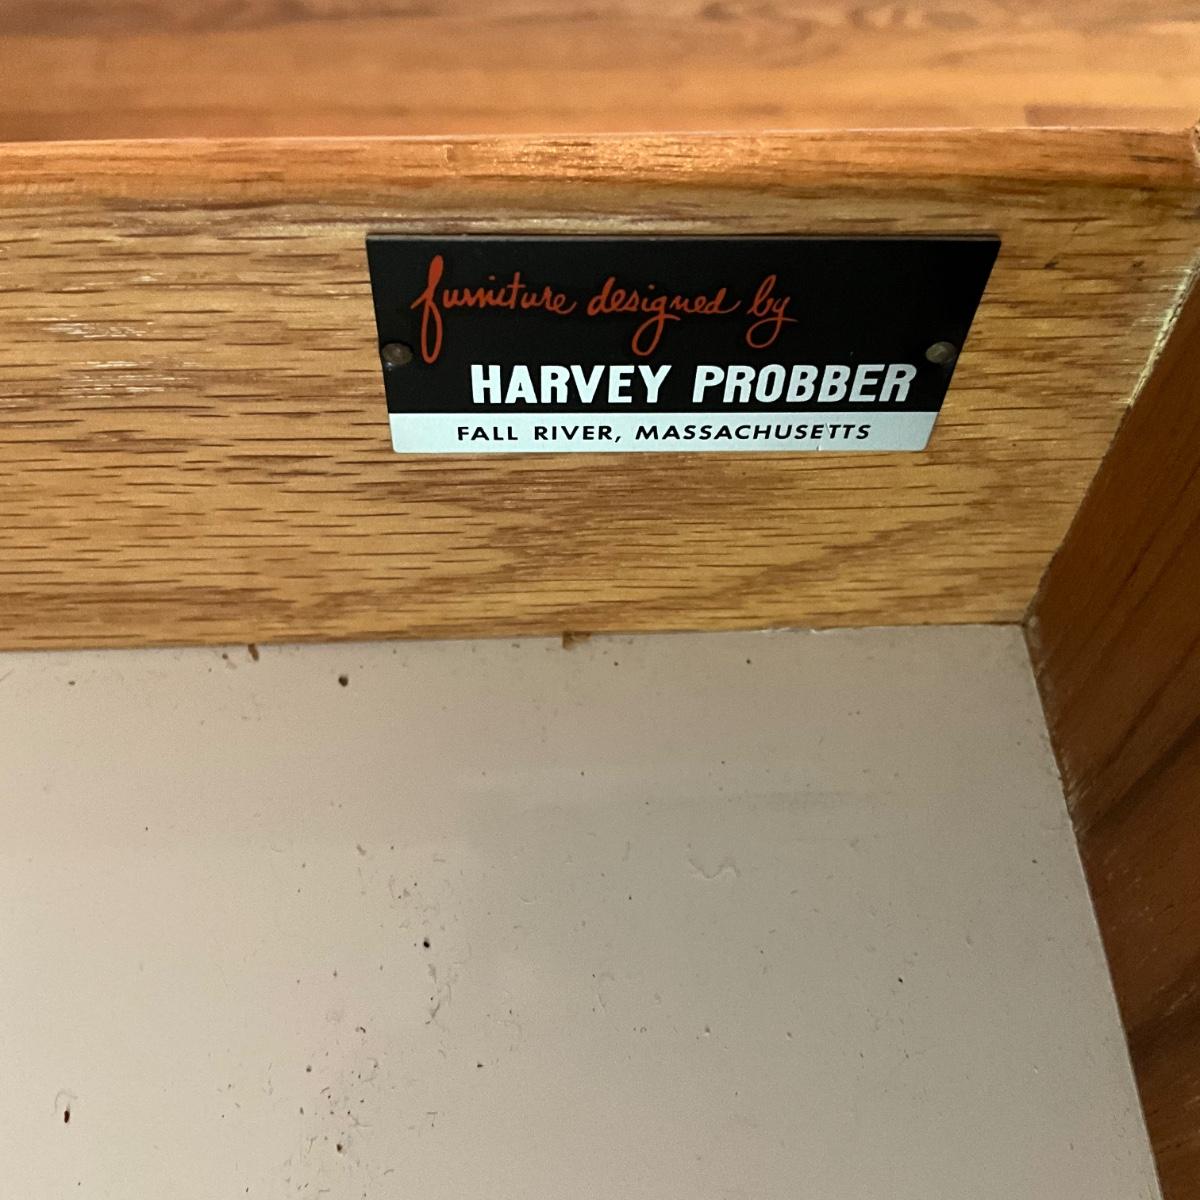 furniture designed by
HARVEY PROBBER
FALL RIVER, MASSACHUSETTS